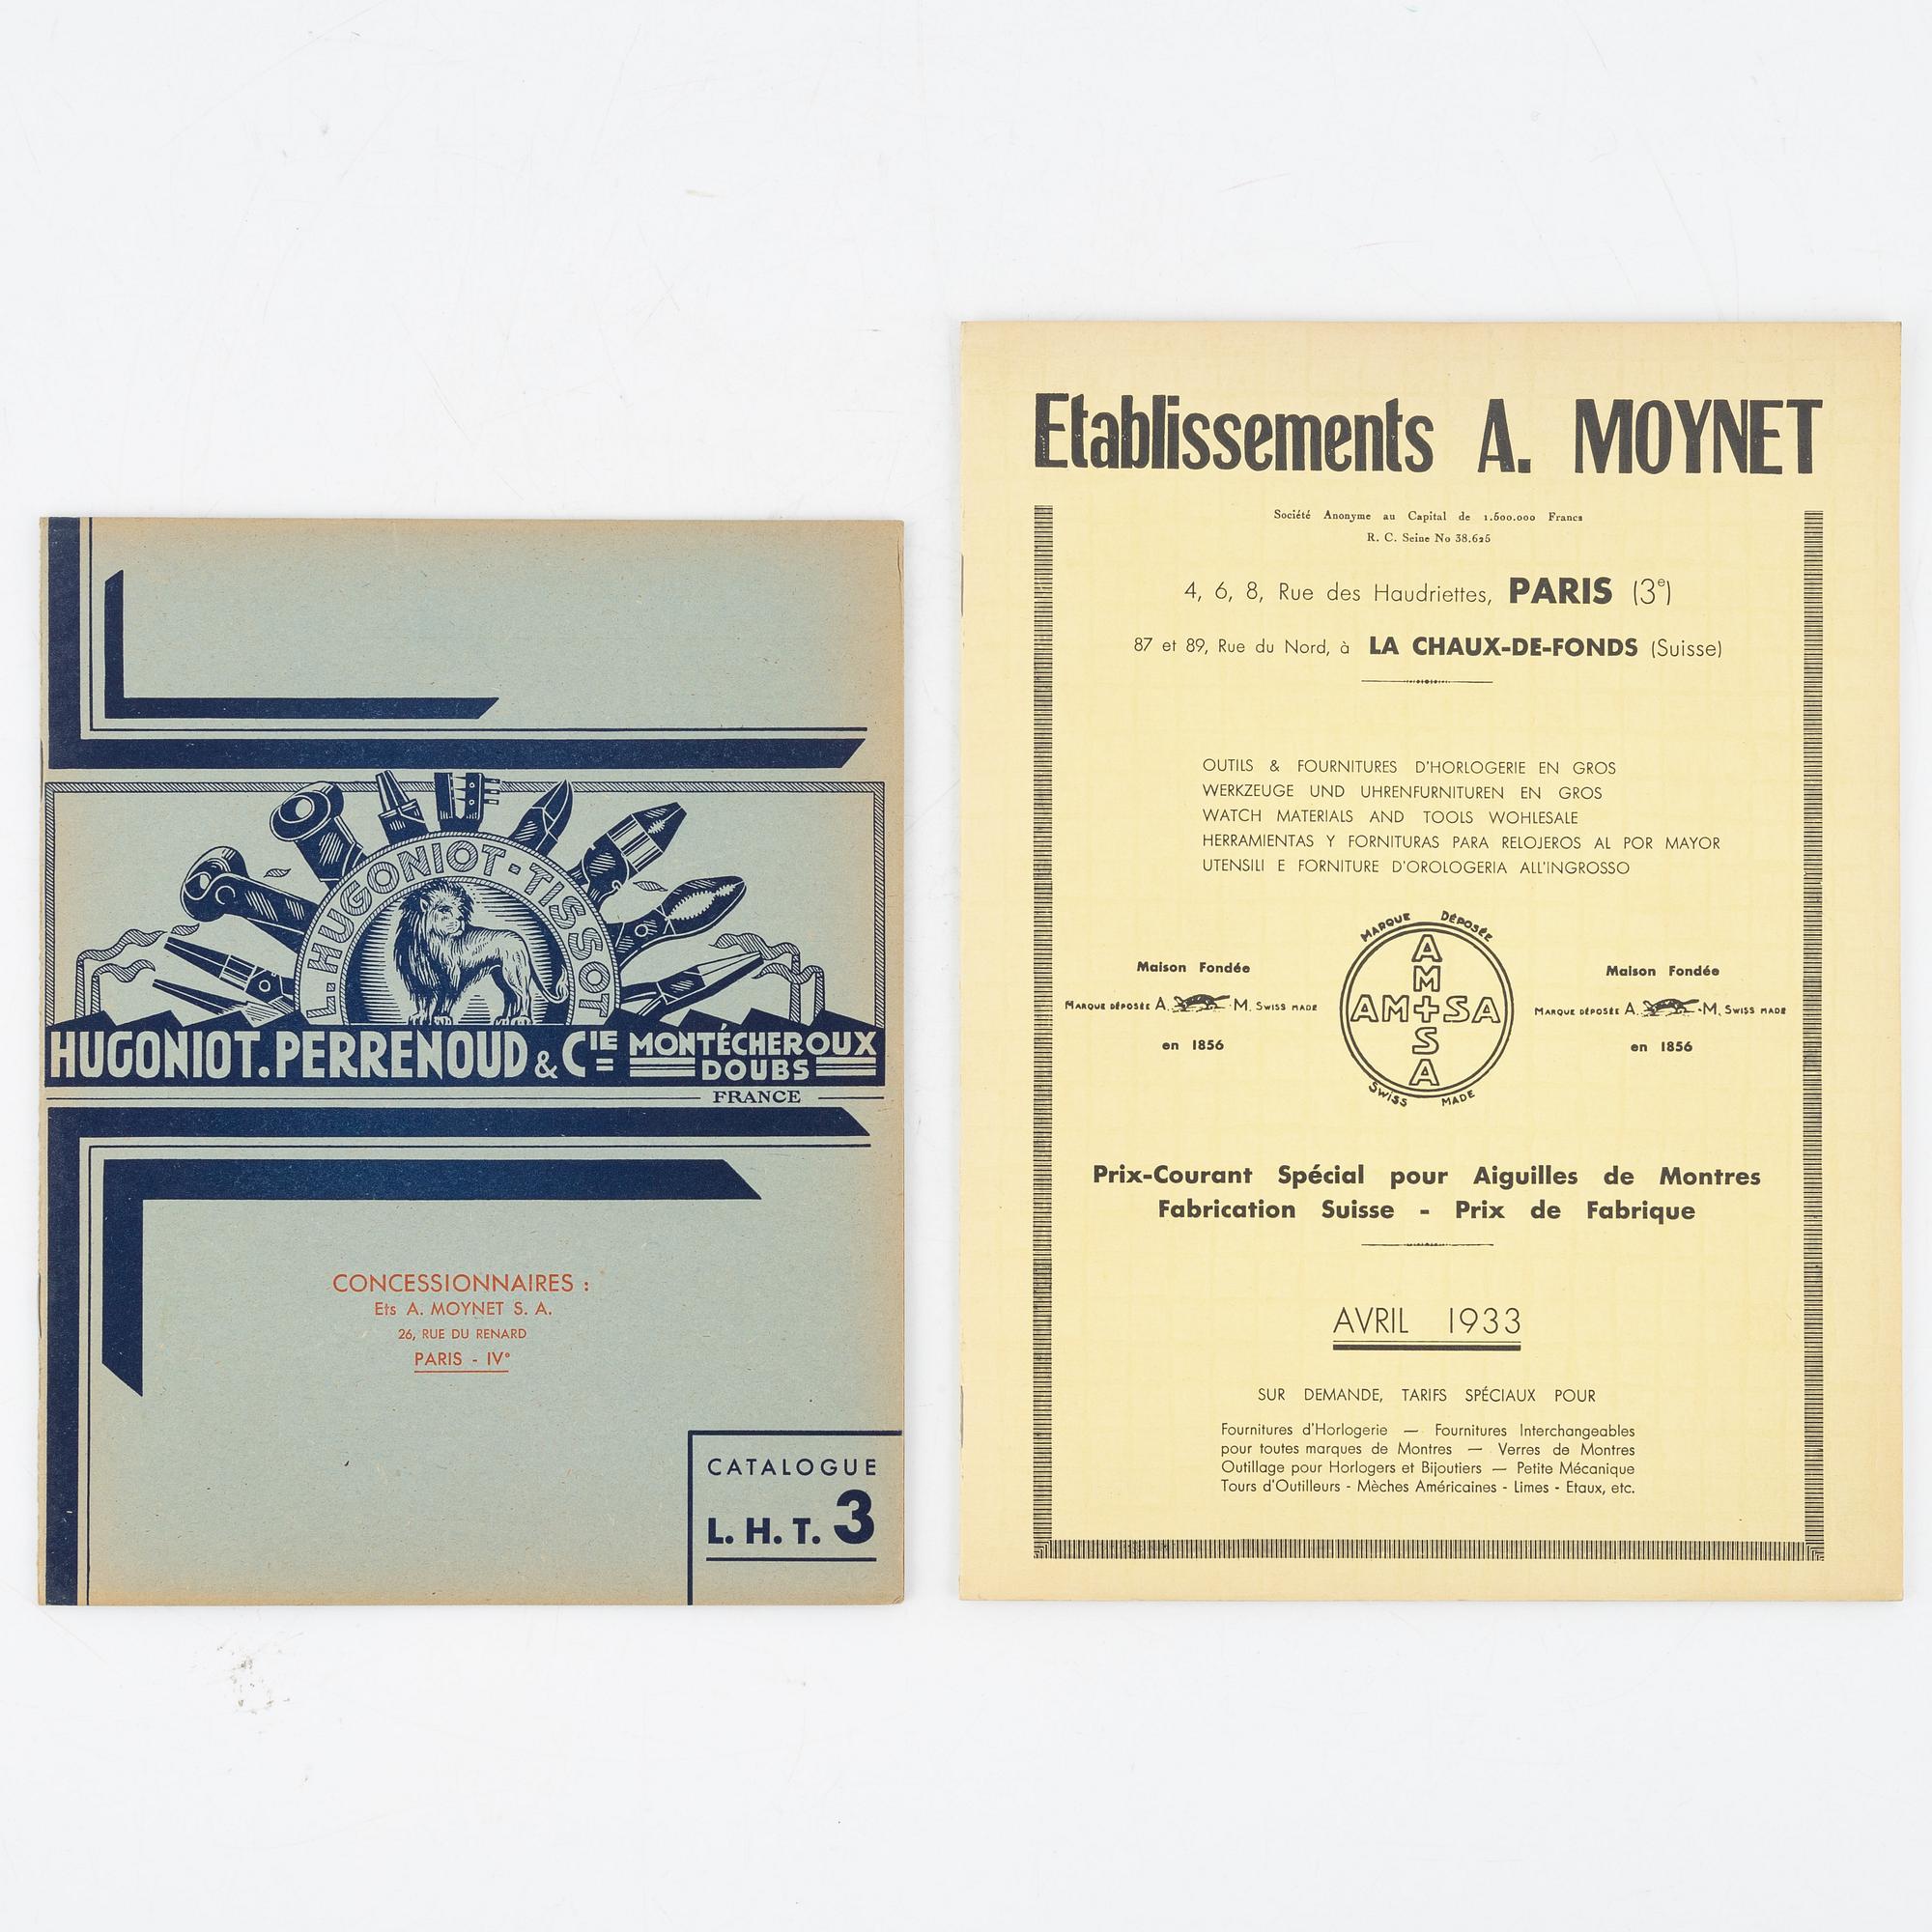 L. HUGONIOT-TISSOT
HUGONIOT. PERRENOUD & CIE MONTÉCHEROUX
DOUBS
FRANCE
CONCESSIONNAIRES :
Ets A. MOYNET S. A.
26, RUE DU RENARD
PARIS - IVe
CATALOGUE
L. H. T. 3
Etablissements A. MOYNET
Société Anonyme au Capital de 1.500.000 Francs
R. C. Seine No 38.625
4, 6, 8, Rue des Haudriettes, PARIS (3e)
87 et 89, Rue du Nord, à LA CHAUX-DE-FONDS (Suisse)
OUTILS & FOURNITURES D'HORLOGERIE EN GROS
WERKZEUGE UND UHRENFURNITUREN EN GROS
WATCH MATERIALS AND TOOLS WOHLESALE
HERRAMIENTAS Y FORNITURAS PARA RELOJEROS AL POR MAYOR
UTENSILI E FORNITURE D'OROLOGERIA ALL'INGROSSO
Maison Fondée
MARQUE DÉPOSÉE A. M. SWISS MADE
en 1856
MARQUE DÉPOSÉE
AM+SA
AM+SA
SWISS MADE
Maison Fondée
MARQUE DÉPOSÉE A. M. SWISS MADE
en 1856
Prix-Courant Spécial pour Aiguilles de Montres
Fabrication Suisse - Prix de Fabrique
AVRIL 1933
SUR DEMANDE, TARIFS SPÉCIAUX POUR
Fournitures d'Horlogerie — Fournitures Interchangeables
pour toutes marques de Montres — Verres de Montres
Outillage pour Horlogers et Bijoutiers — Petite Mécanique
Tours d'Outilleurs - Mèches Américaines - Limes - Etaux, etc.